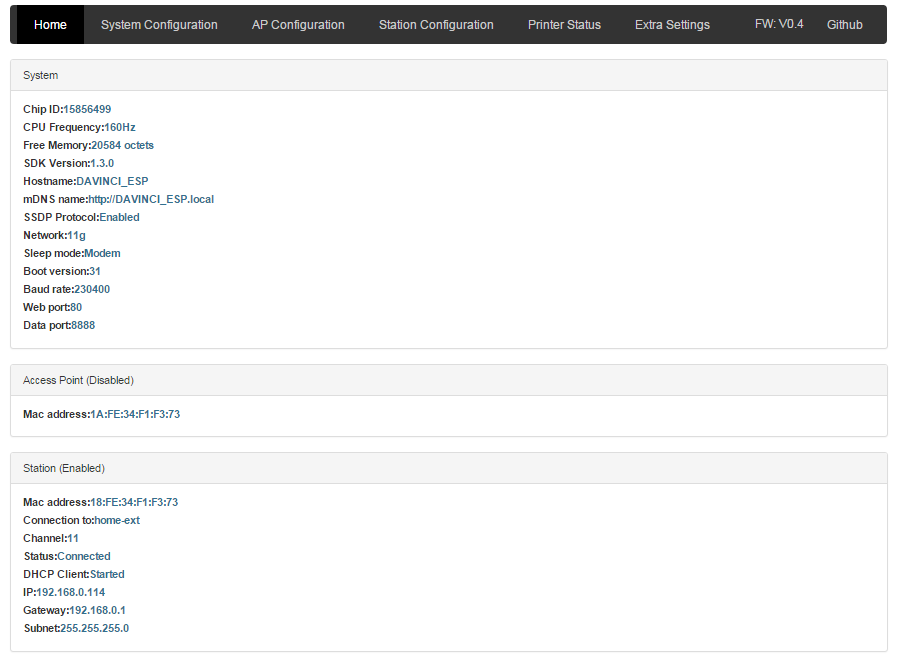 Home System Configuration AP Configuration Station Configuration Printer Status Extra Settings FW: V0.4 Github
System
Chip ID:15856499
CPU Frequency:160Hz
Free Memory:20584 octets
SDK Version:1.3.0
Hostname:DAVINCI_ESP
mDNS name:http://DAVINCI_ESP.local
SSDP Protocol:Enabled
Network:11g
Sleep mode:Modem
Boot version:31
Baud rate:230400
Web port:80
Data port:8888
Access Point (Disabled)
Mac address:1A:FE:34:F1:F3:73
Station (Enabled)
Mac address:18:FE:34:F1:F3:73
Connection to:home-ext
Channel:11
Status:Connected
DHCP Client:Started
IP:192.168.0.114
Gateway:192.168.0.1
Subnet:255.255.255.0